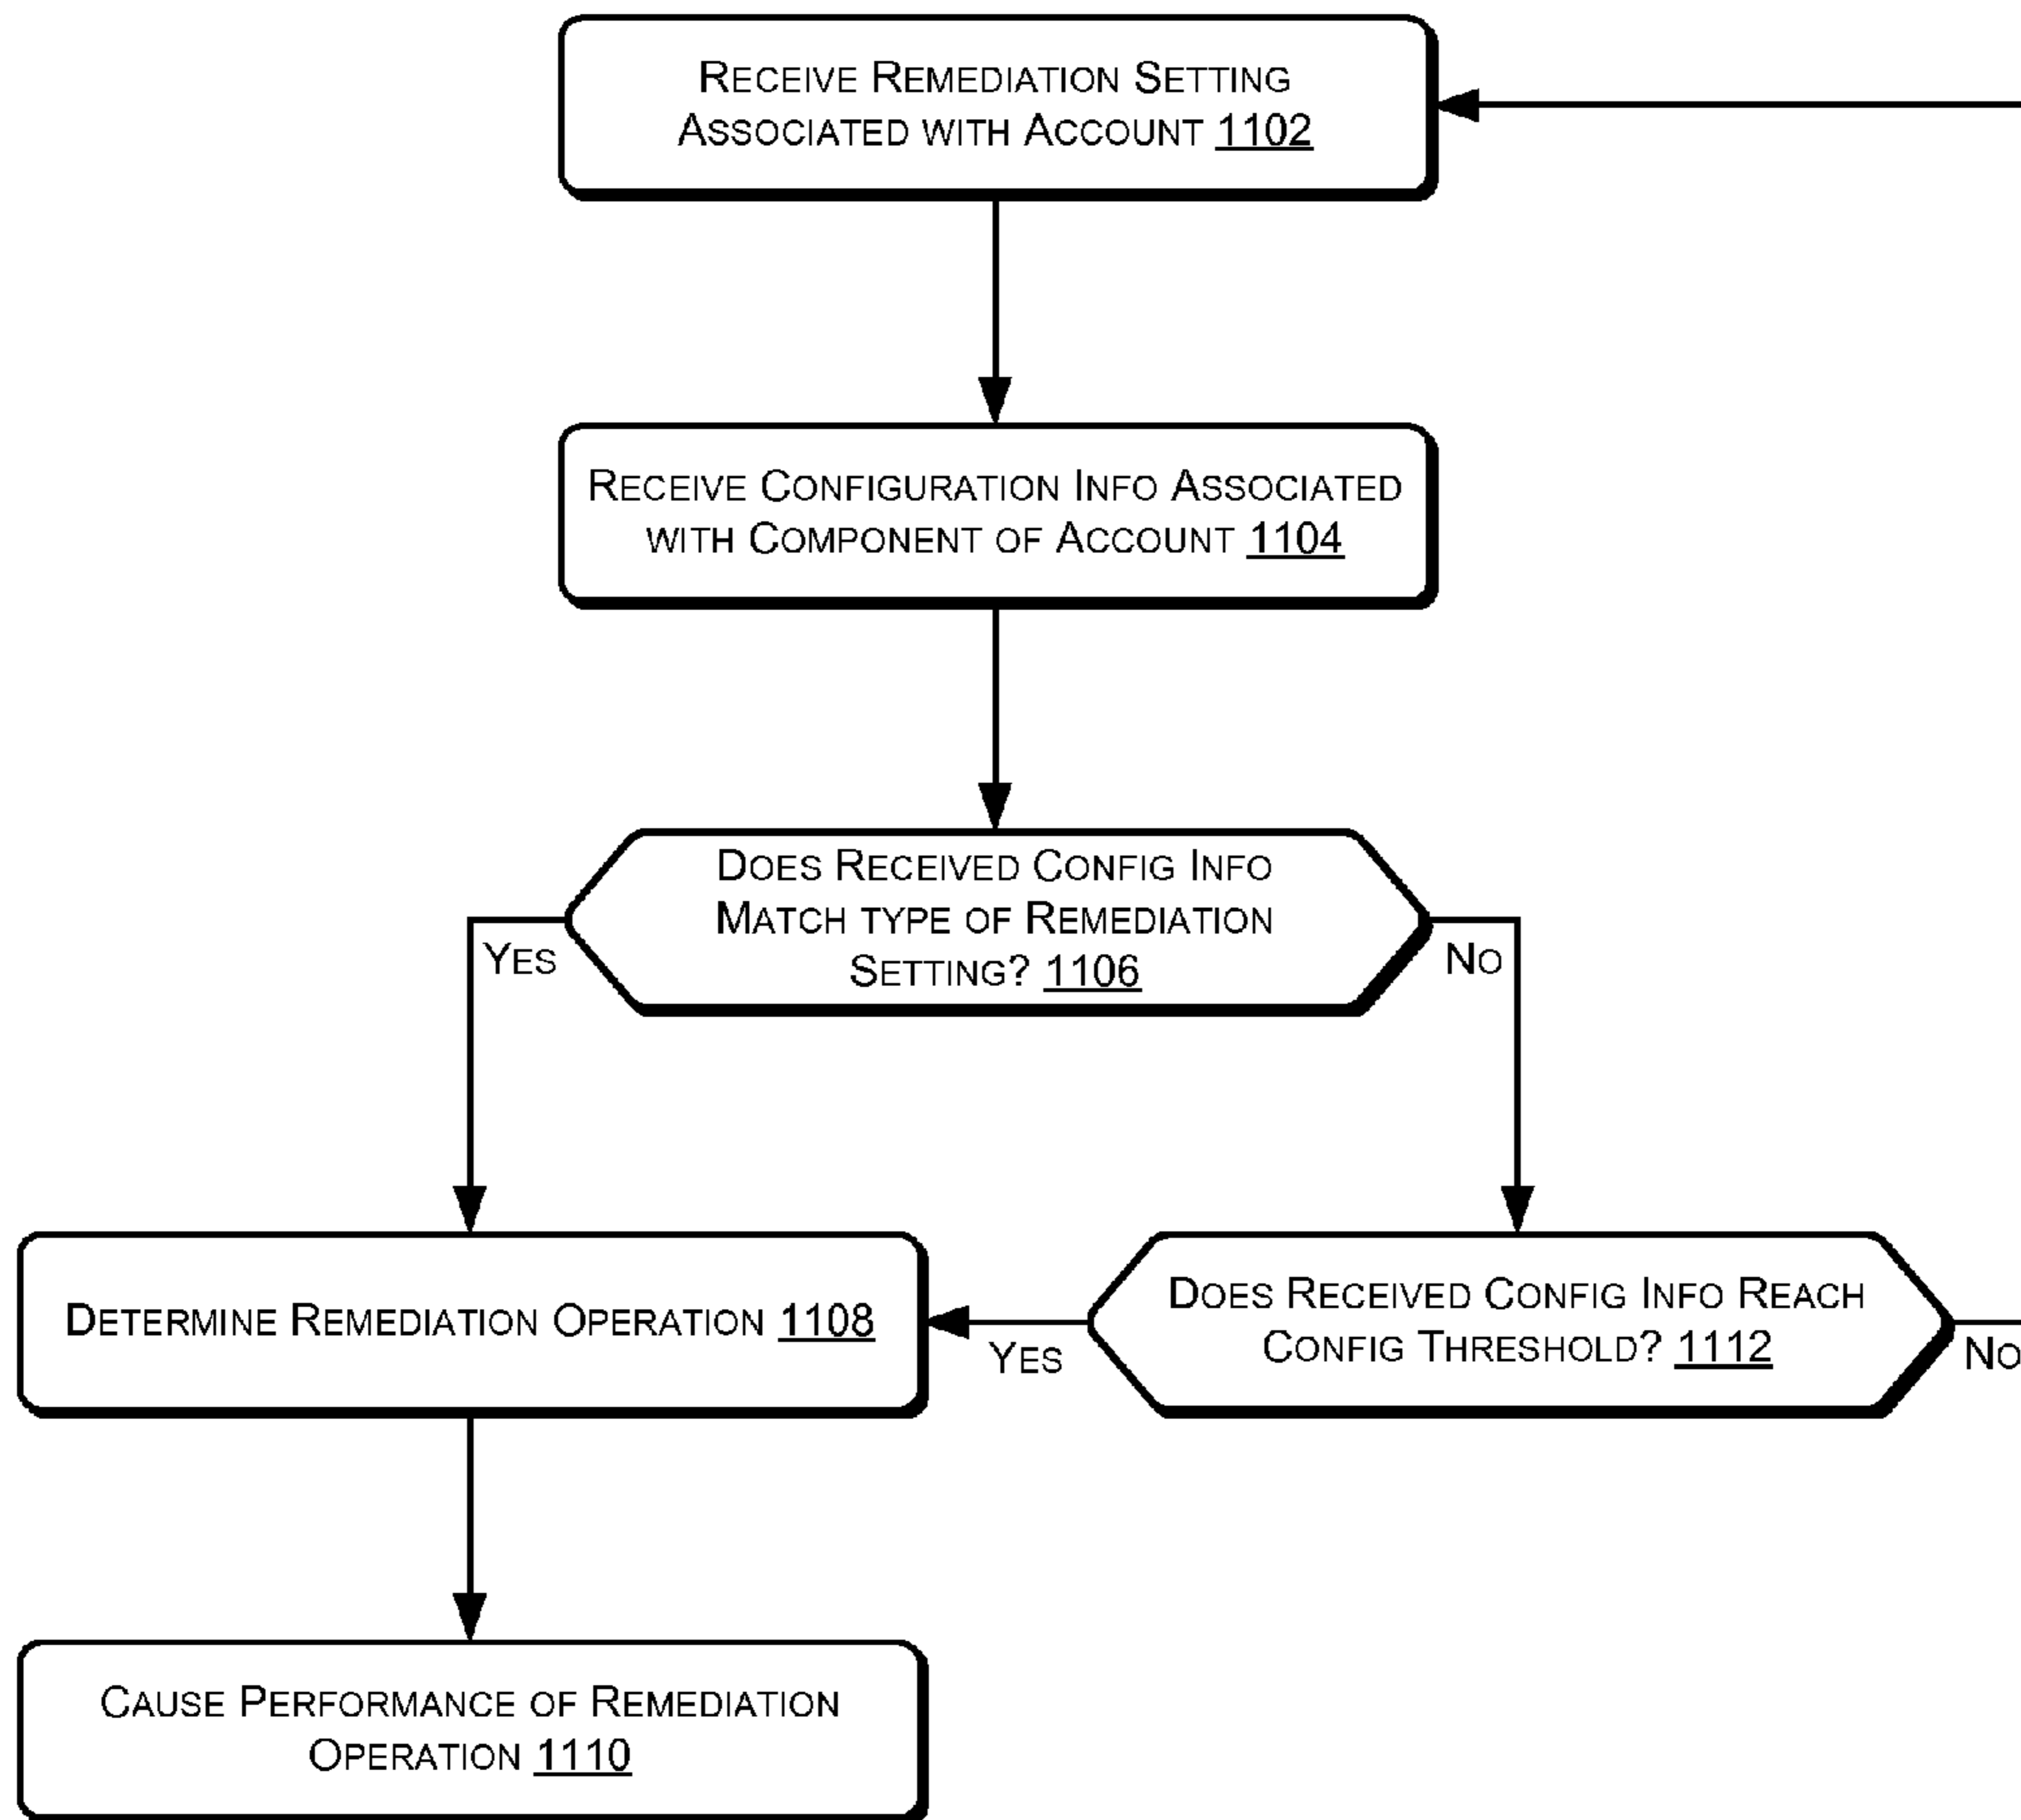 Receive Remediation Setting
Associated with Account 1102
Receive Configuration Info Associated
with Component of Account 1104
Does Received Config Info
Match type of Remediation
Setting? 1106
Yes
No
Determine Remediation Operation 1108
Yes
Does Received Config Info Reach
Config Threshold? 1112
No
Cause Performance of Remediation
Operation 1110